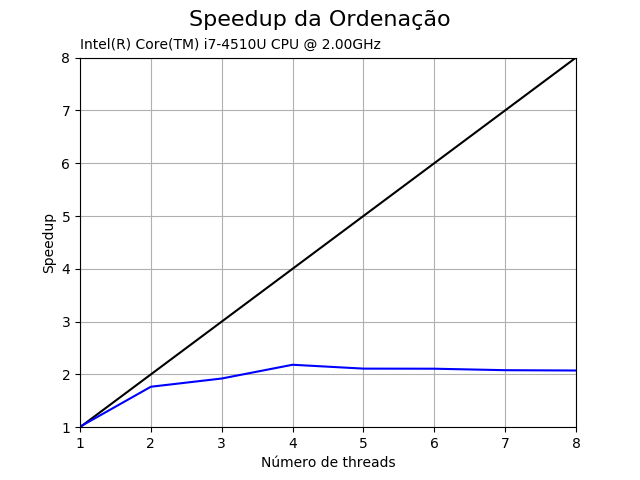 Speedup da Ordenação
Intel(R) Core(TM) i7-4510U CPU @ 2.00GHz
8
7
6
5
4
3
2
1
Speedup
1 2 3 4 5 6 7 8
Número de threads